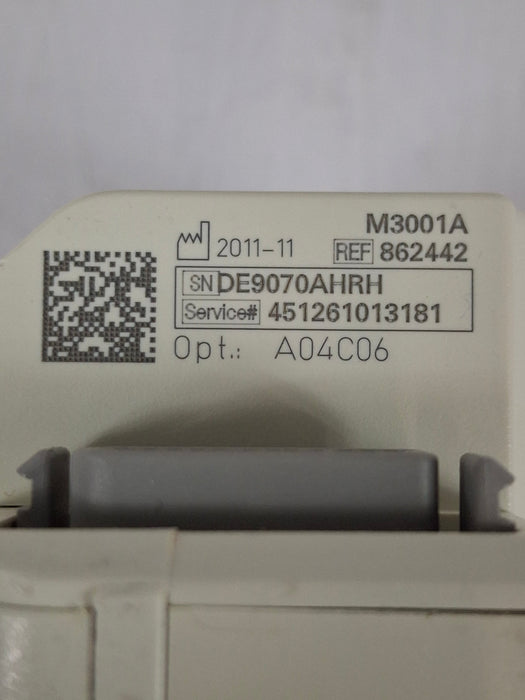 M3001A
2011-11 REF 862442
SN DE9070AHRH
Service# 451261013181
Opt.: A04C06